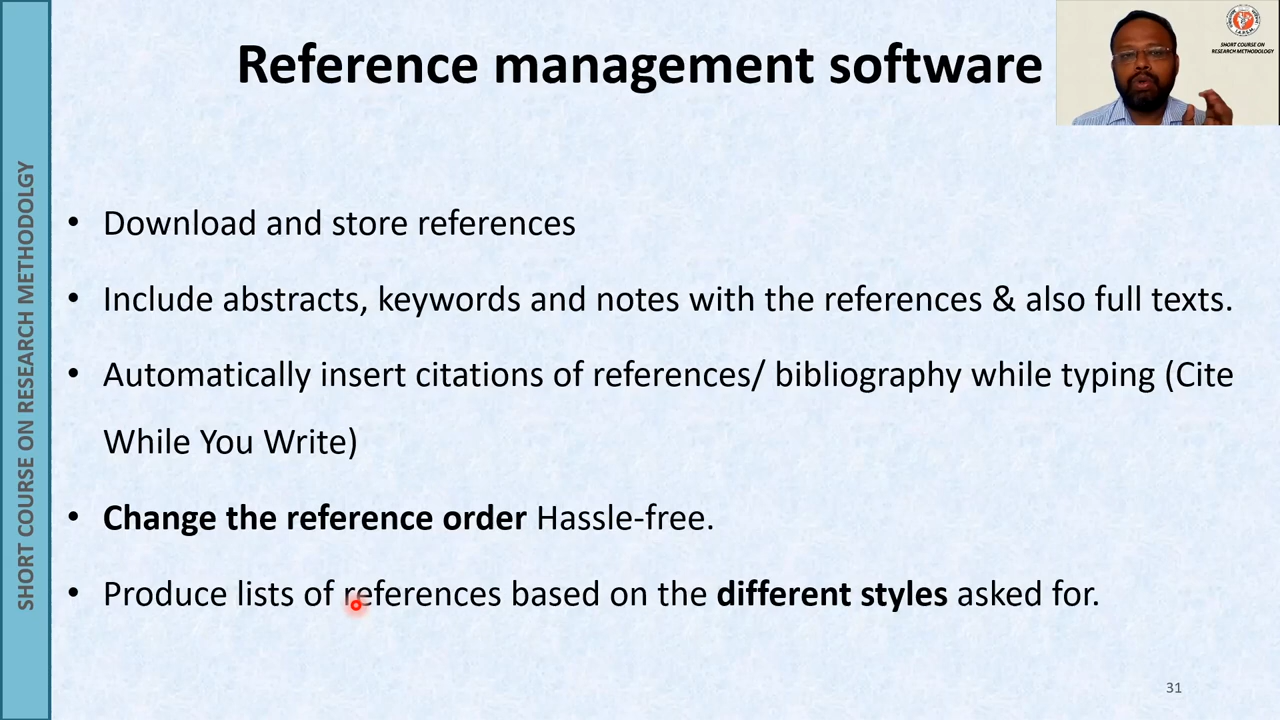 Reference management software
SHORT COURSE ON
RESEARCH METHODOLOGY
SHORT COURSE ON RESEARCH METHODOLGY
• Download and store references
• Include abstracts, keywords and notes with the references & also full texts.
• Automatically insert citations of references/ bibliography while typing (Cite
While You Write)
• Change the reference order Hassle-free.
• Produce lists of references based on the different styles asked for.
31